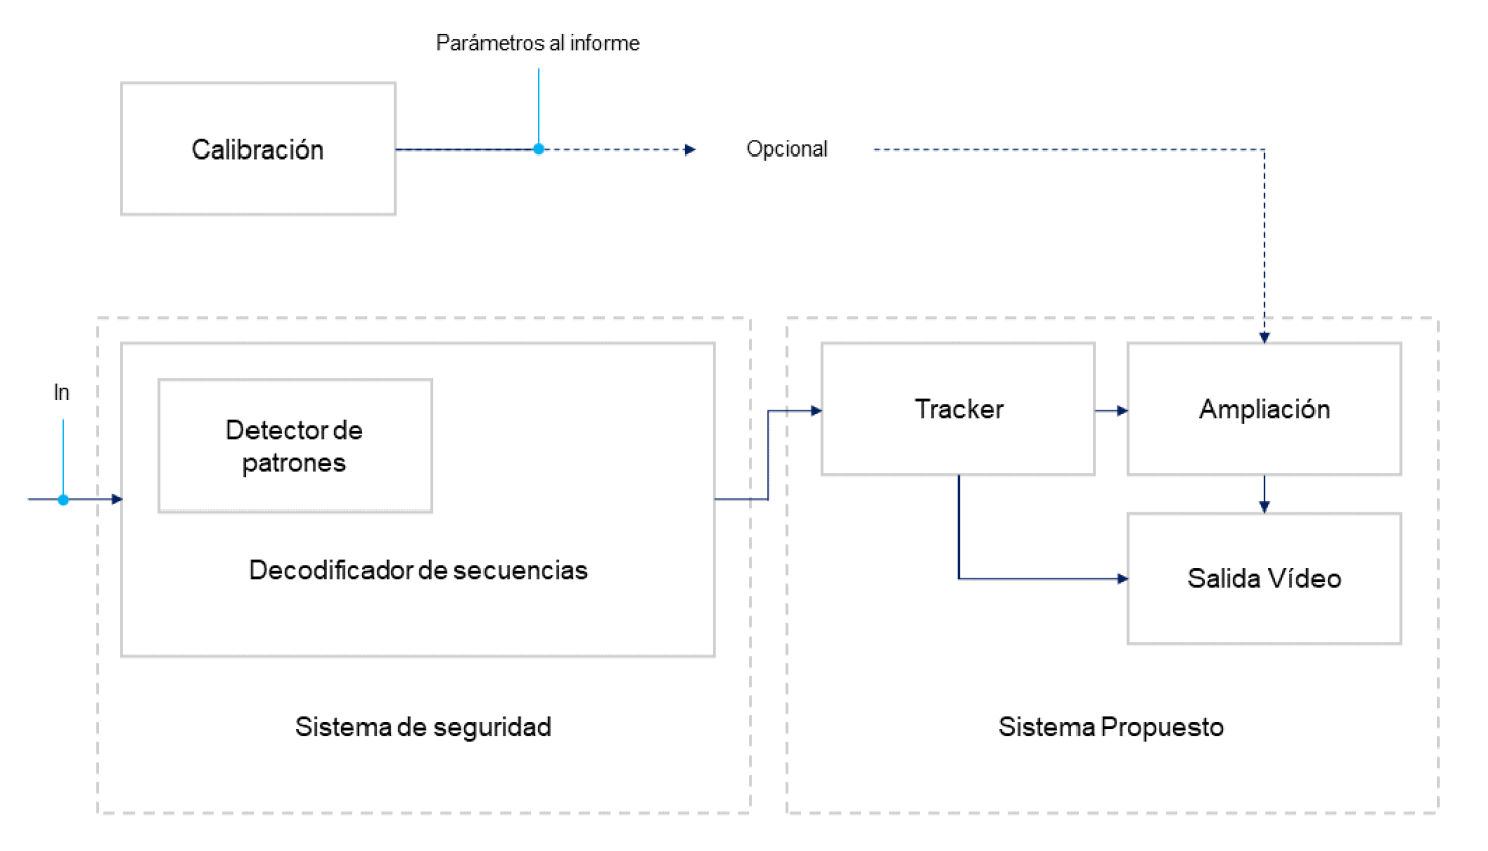 Parámetros al informe
Calibración
Opcional
In
Detector de
patrones
Decodificador de secuencias
Sistema de seguridad
Tracker
Ampliación
Salida Vídeo
Sistema Propuesto